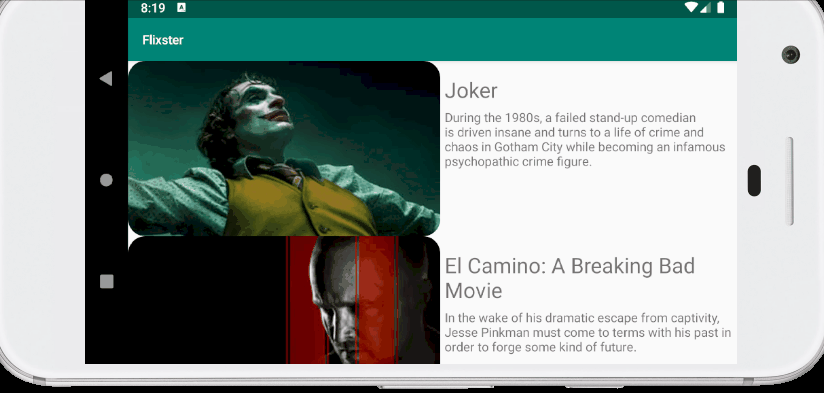 8:19
Flixster
Joker
During the 1980s, a failed stand-up comedian
is driven insane and turns to a life of crime and
chaos in Gotham City while becoming an infamous
psychopathic crime figure.
El Camino: A Breaking Bad
Movie
In the wake of his dramatic escape from captivity,
Jesse Pinkman must come to terms with his past in
order to forge some kind of future.